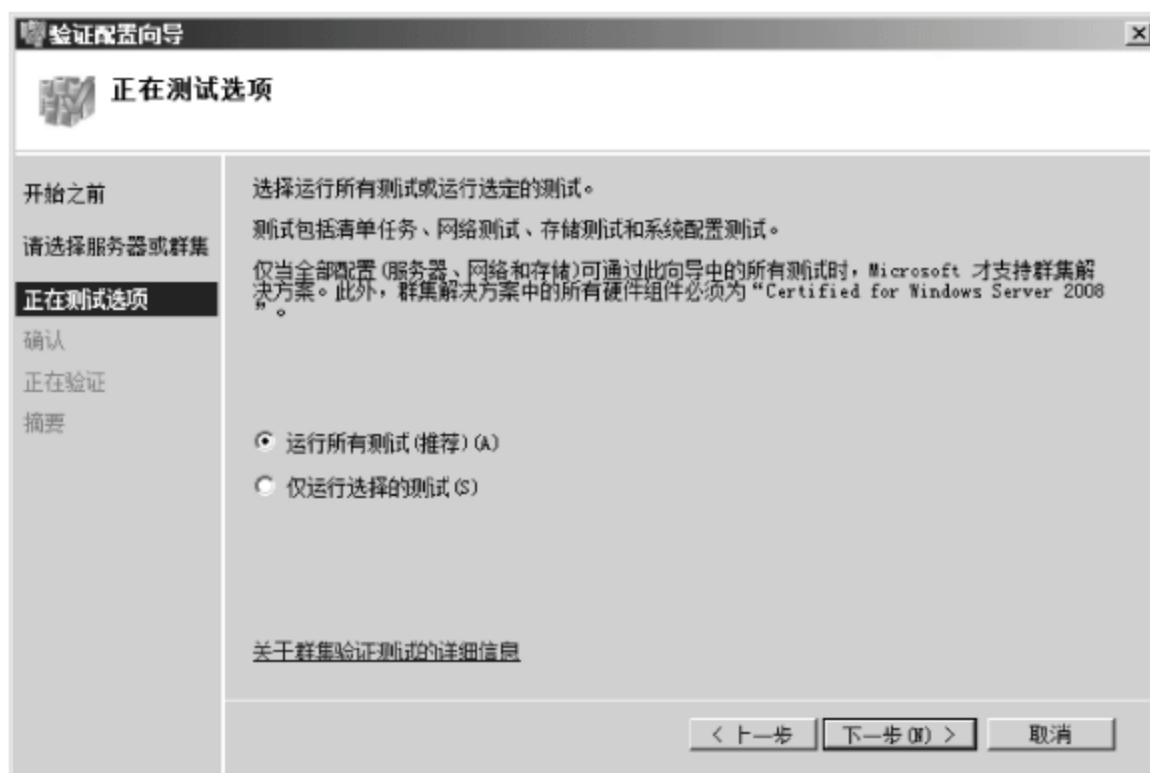 验证配置向导
正在测试选项
开始之前
请选择服务器或群集
正在测试选项
确认
正在验证
摘要
选择运行所有测试或运行选定的测试。
测试包括清单任务、网络测试、存储测试和系统配置测试。
仅当全部配置(服务器、网络和存储)可通过此向导中的所有测试时，Microsoft 才支持群集解
决方案。此外，群集解决方案中的所有硬件组件必须为“Certified for Windows Server 2008
”。
运行所有测试(推荐)(A)
仅运行选择的测试(S)
关于群集验证测试的详细信息
< 上一步
下一步(N) >
取消